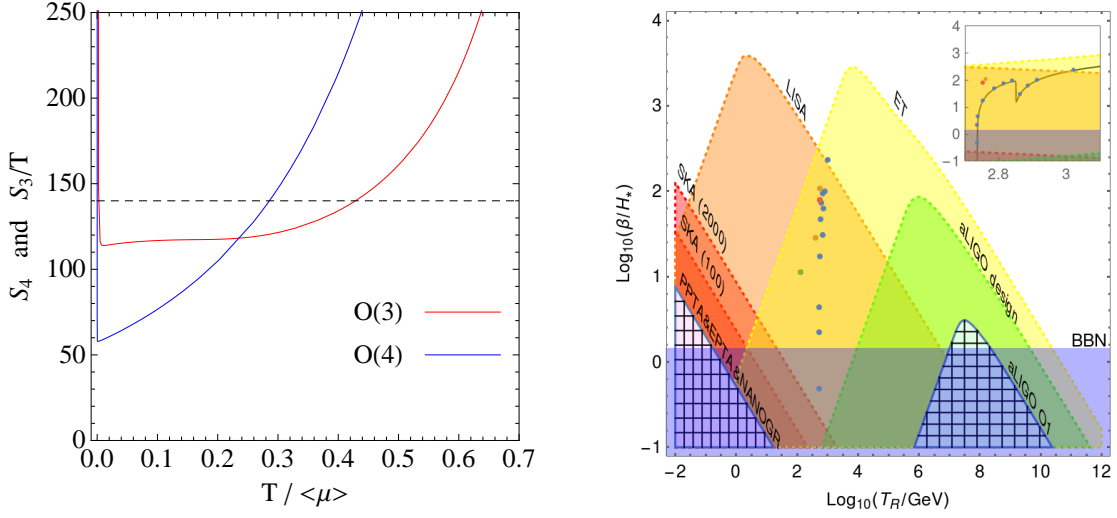 250
200
150
100
50
0
S4 and S3/T
O(3)
O(4)
0.0 0.1 0.2 0.3 0.4 0.5 0.6 0.7
T / <μ>
4
3
2
1
0
-1
Log10(β/H*)
LISA
ET
SKA (2000)
SKA (100)
PPTA&EPTA&NANOGR
aLIGO design
aLIGO O1
BBN
4
3
2
1
0
-1
2.8 3
-2 0 2 4 6 8 10 12
Log10(TR/GeV)